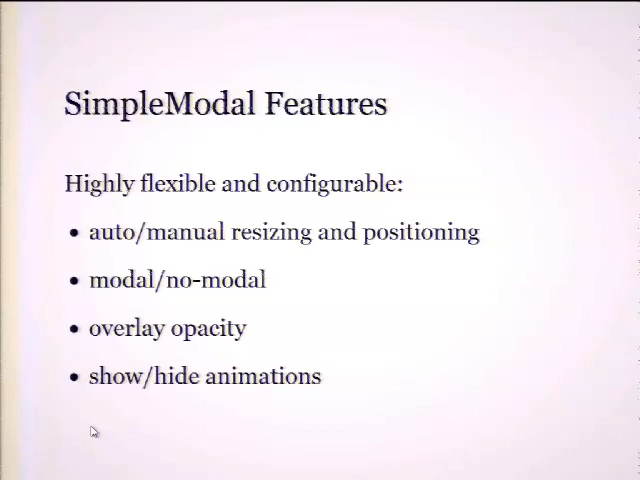 SimpleModal Features
Highly flexible and configurable:
• auto/manual resizing and positioning
• modal/no-modal
• overlay opacity
• show/hide animations